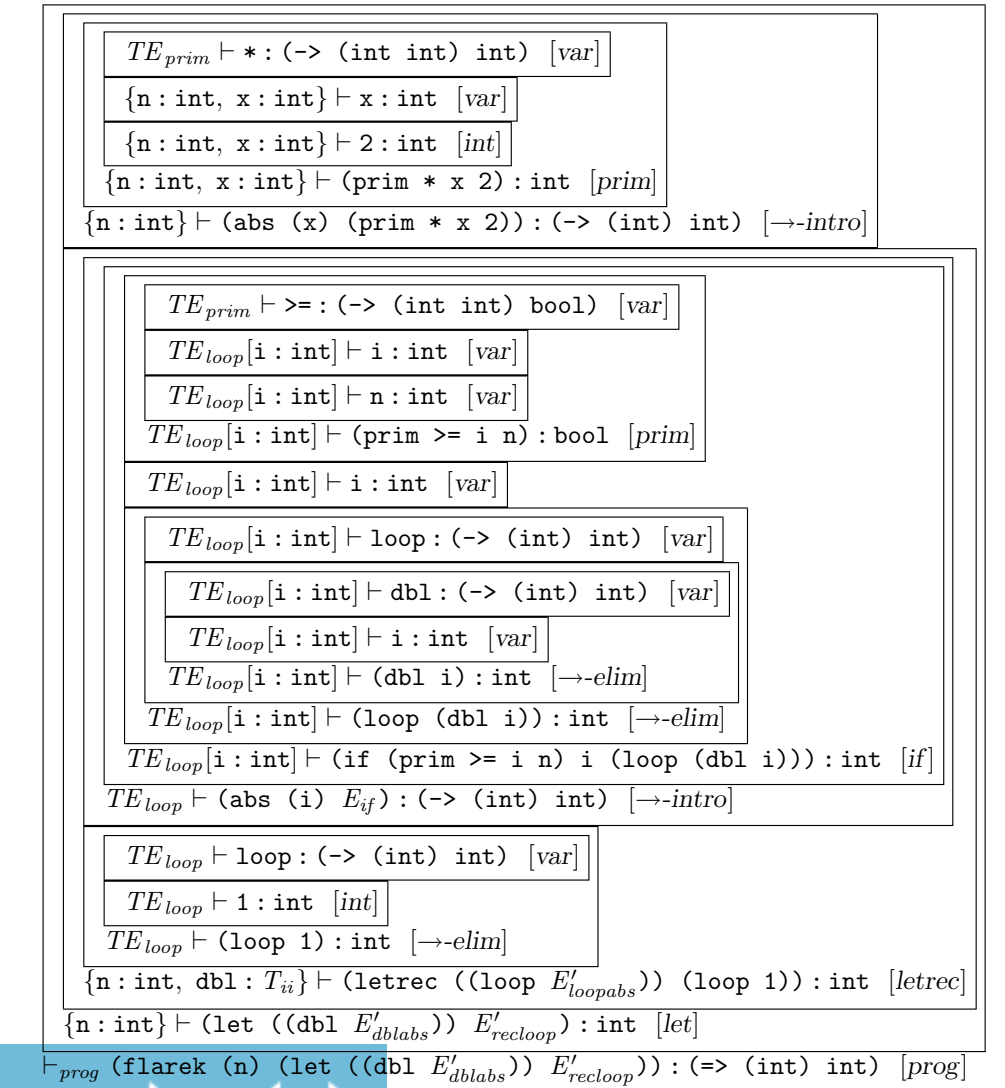 TE_prim ⊢ * : (-> (int int) int) [var]
{n : int, x : int} ⊢ x : int [var]
{n : int, x : int} ⊢ 2 : int [int]
{n : int, x : int} ⊢ (prim * x 2) : int [prim]
{n : int} ⊢ (abs (x) (prim * x 2)) : (-> (int) int) [→-intro]
TE_prim ⊢ >= : (-> (int int) bool) [var]
TE_loop[i : int] ⊢ i : int [var]
TE_loop[i : int] ⊢ n : int [var]
TE_loop[i : int] ⊢ (prim >= i n) : bool [prim]
TE_loop[i : int] ⊢ i : int [var]
TE_loop[i : int] ⊢ loop : (-> (int) int) [var]
TE_loop[i : int] ⊢ dbl : (-> (int) int) [var]
TE_loop[i : int] ⊢ i : int [var]
TE_loop[i : int] ⊢ (dbl i) : int [→-elim]
TE_loop[i : int] ⊢ (loop (dbl i)) : int [→-elim]
TE_loop[i : int] ⊢ (if (prim >= i n) i (loop (dbl i))) : int [if]
TE_loop ⊢ (abs (i) E_if) : (-> (int) int) [→-intro]
TE_loop ⊢ loop : (-> (int) int) [var]
TE_loop ⊢ 1 : int [int]
TE_loop ⊢ (loop 1) : int [→-elim]
{n : int, dbl : T_ii} ⊢ (letrec ((loop E′_loopabs)) (loop 1)) : int [letrec]
{n : int} ⊢ (let ((dbl E′_dblabs)) E′_recloop) : int [let]
⊢_prog (flarek (n) (let ((dbl E′_dblabs)) E′_recloop)) : (=> (int) int) [prog]